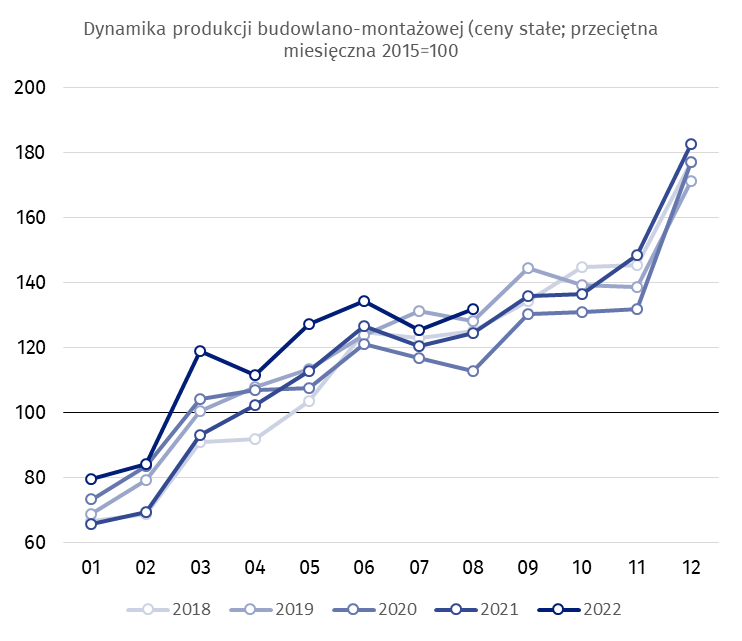 Dynamika produkcji budowlano-montażowej (ceny stałe; przeciętna
miesięczna 2015=100
200
180
160
140
120
100
80
60
01 02 03 04 05 06 07 08 09 10 11 12
2018 2019 2020 2021 2022